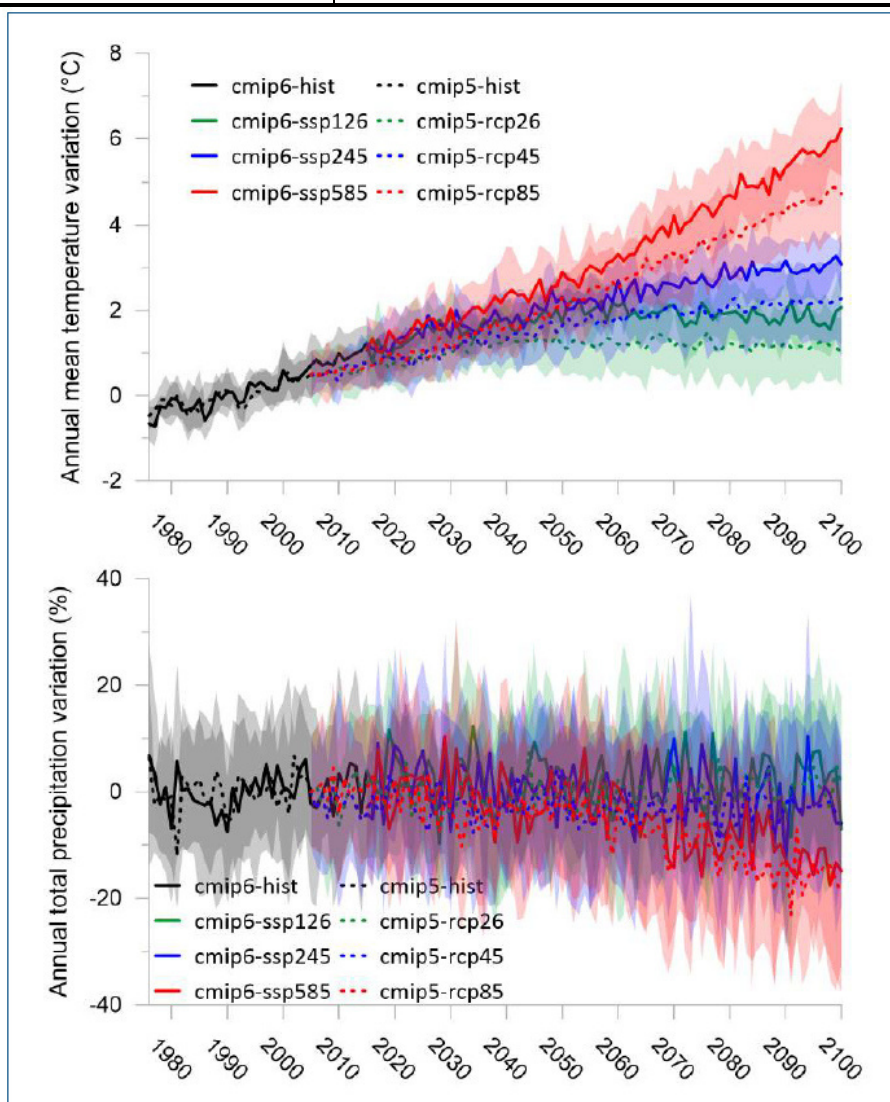 8
6
4
2
0
-2
Annual mean temperature variation (°C)
cmip6-hist cmip5-hist
cmip6-ssp126 cmip5-rcp26
cmip6-ssp245 cmip5-rcp45
cmip6-ssp585 cmip5-rcp85
1980 1990 2000 2010 2020 2030 2040 2050 2060 2070 2080 2090 2100
40
20
0
-20
-40
Annual total precipitation variation (%)
cmip6-hist cmip5-hist
cmip6-ssp126 cmip5-rcp26
cmip6-ssp245 cmip5-rcp45
cmip6-ssp585 cmip5-rcp85
1980 1990 2000 2010 2020 2030 2040 2050 2060 2070 2080 2090 2100